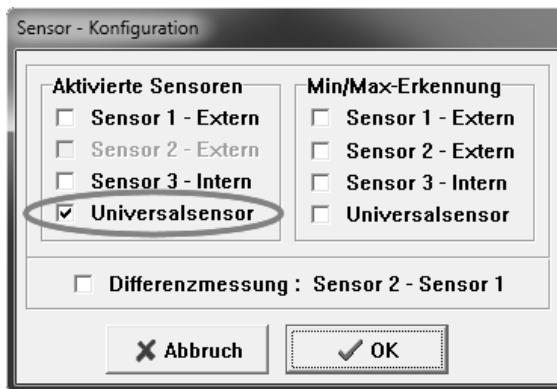 Sensor - Konfiguration
Aktivierte Sensoren
Sensor 1 - Extern
Sensor 2 - Extern
Sensor 3 - Intern
Universalsensor
Min/Max-Erkennung
Sensor 1 - Extern
Sensor 2 - Extern
Sensor 3 - Intern
Universalsensor
Differenzmessung : Sensor 2 - Sensor 1
Abbruch
OK